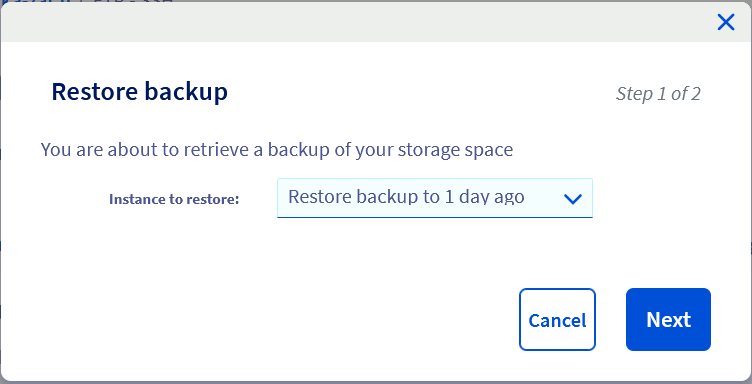 Restore backup
Step 1 of 2
You are about to retrieve a backup of your storage space
Instance to restore:
Restore backup to 1 day ago
Cancel
Next